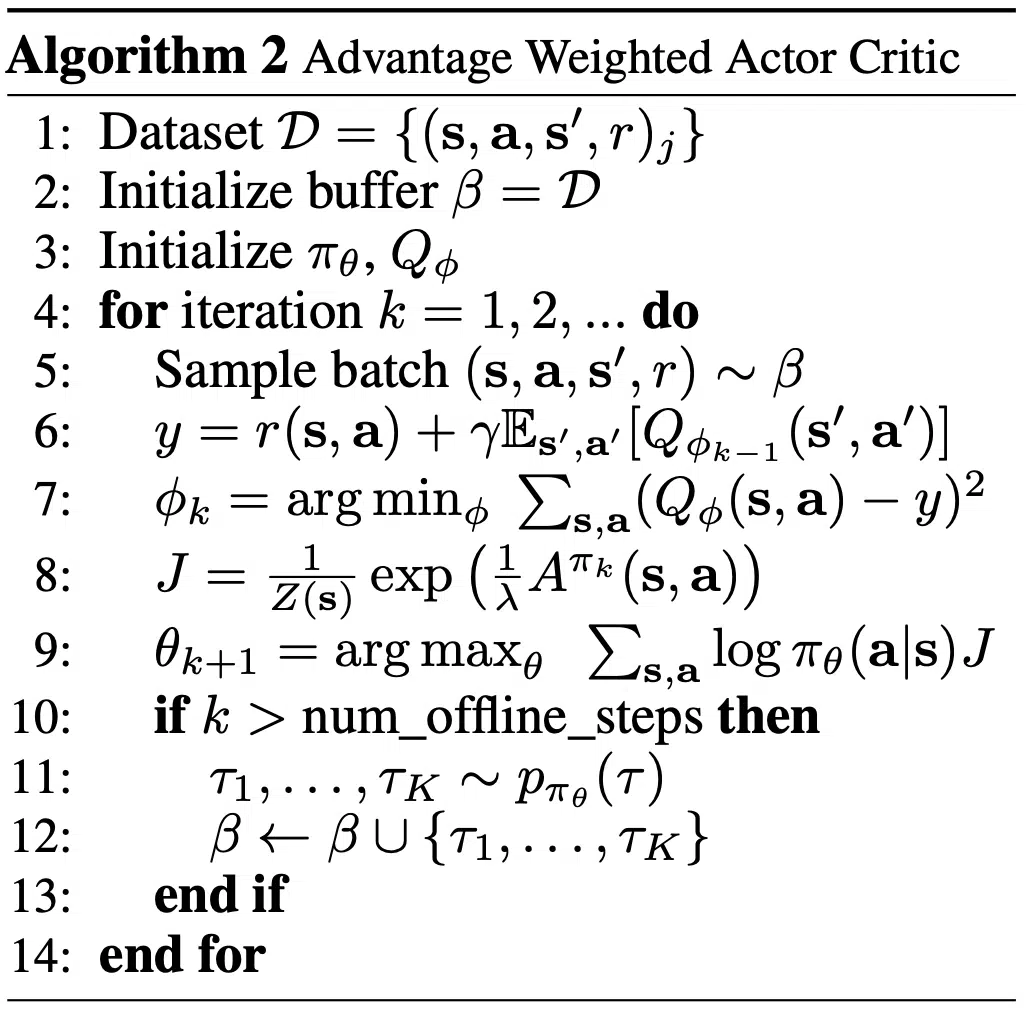 Algorithm 2 Advantage Weighted Actor Critic
1: Dataset 𝒟 = {(s, a, s′, r)ⱼ}
2: Initialize buffer β = 𝒟
3: Initialize π_θ, Q_ϕ
4: for iteration k = 1, 2, ... do
5: Sample batch (s, a, s′, r) ∼ β
6: y = r(s, a) + γ𝔼_{s′,a′}[Q_{ϕ_{k−1}}(s′, a′)]
7: ϕ_k = arg min_ϕ ∑_{s,a}(Q_ϕ(s, a) − y)²
8: J = \frac{1}{Z(s)} exp(\frac{1}{λ} A^{π_k}(s, a))
9: θ_{k+1} = arg max_θ ∑_{s,a} log π_θ(a|s)J
10: if k > num_offline_steps then
11: τ_1, . . . , τ_K ∼ p_{π_θ}(τ)
12: β ← β ∪ {τ_1, . . . , τ_K}
13: end if
14: end for